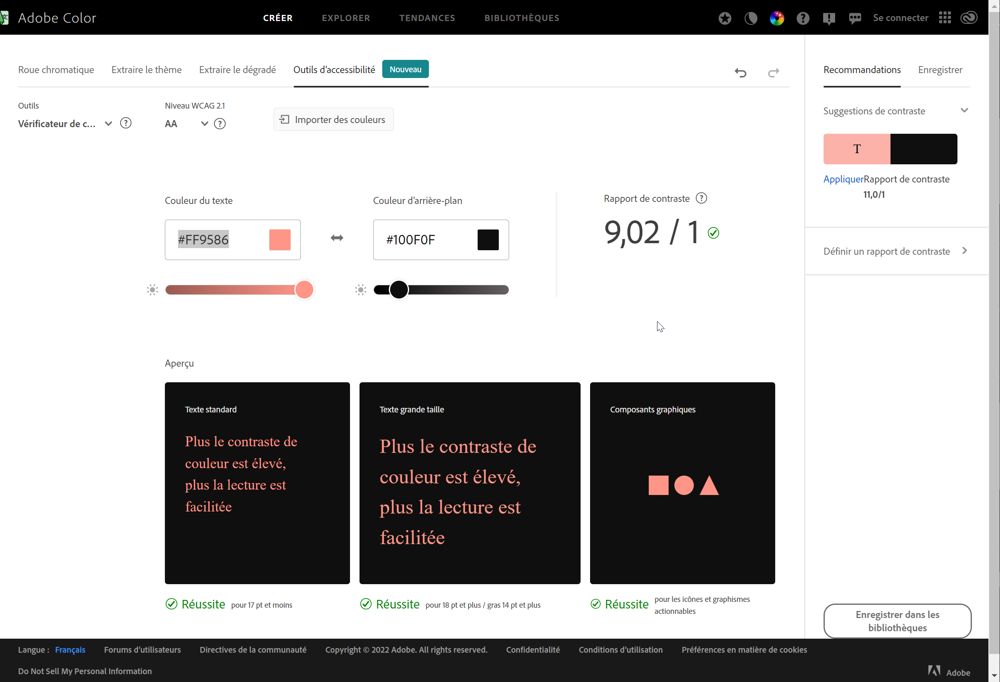 Adobe Color
CRÉER
EXPLORER
TENDANCES
BIBLIOTHÈQUES
Se connecter
Roue chromatique
Extraire le thème
Extraire le dégradé
Outils d'accessibilité
Nouveau
Recommandations
Enregistrer
Outils
Vérificateur de c...
Niveau WCAG 2.1
AA
Importer des couleurs
Suggestions de contraste
T
Appliquer
Rapport de contraste
11,0/1
Définir un rapport de contraste
Couleur du texte
#FF9586
Couleur d'arrière-plan
#100F0F
Rapport de contraste
9,02 / 1
Aperçu
Texte standard
Plus le contraste de
couleur est élevé,
plus la lecture est
facilitée
Texte grande taille
Plus le contraste de
couleur est élevé,
plus la lecture est
facilitée
Composants graphiques
Réussite pour 17 pt et moins
Réussite pour 18 pt et plus / gras 14 pt et plus
Réussite pour les icônes et graphismes
actionnables
Enregistrer dans les
bibliothèques
Langue : Français
Forums d'utilisateurs
Directives de la communauté
Copyright © 2022 Adobe. All rights reserved.
Confidentialité
Conditions d'utilisation
Préférences en matière de cookies
Do Not Sell My Personal Information
Adobe